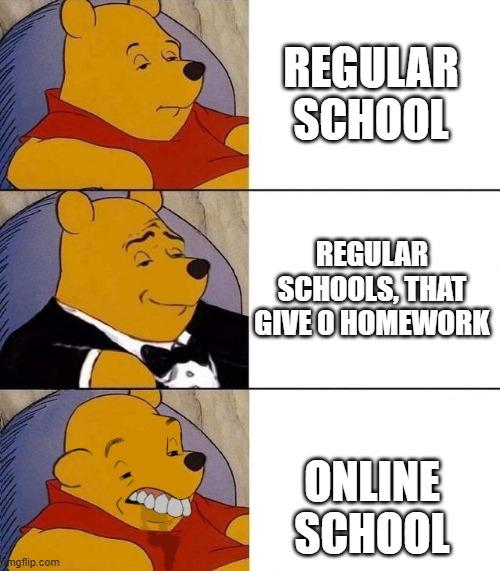 REGULAR
SCHOOL
REGULAR
SCHOOLS, THAT
GIVE 0 HOMEWORK
ONLINE
SCHOOL
imgflip.com